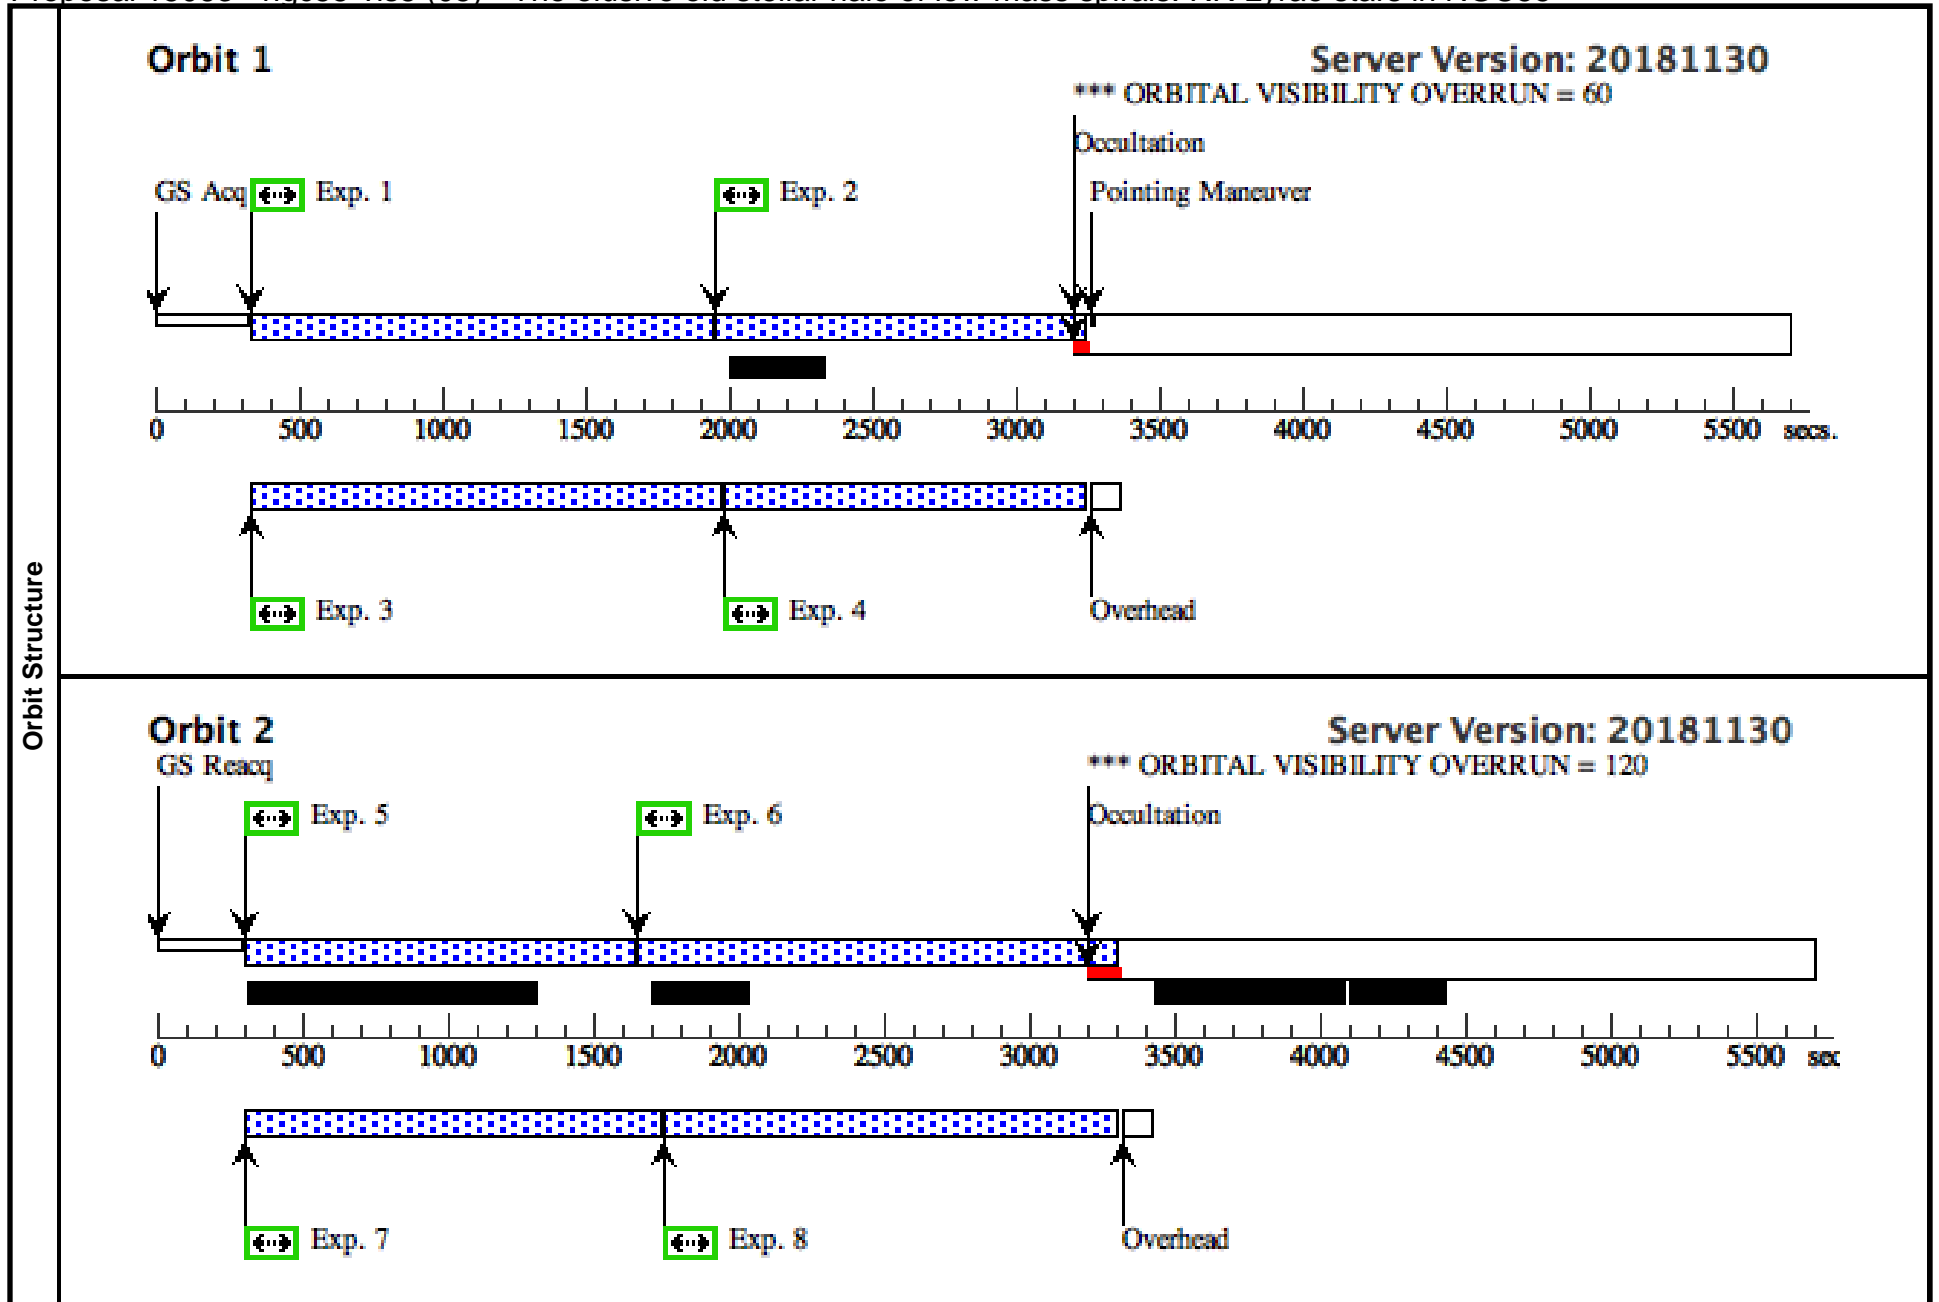 Orbit Structure
Orbit 1
Server Version: 20181130
*** ORBITAL VISIBILITY OVERRUN = 60
Occultation
GS Acq
Exp. 1
Exp. 2
Pointing Maneuver
0 500 1000 1500 2000 2500 3000 3500 4000 4500 5000 5500 secs.
Exp. 3
Exp. 4
Overhead
Orbit 2
Server Version: 20181130
GS Reacq
*** ORBITAL VISIBILITY OVERRUN = 120
Exp. 5
Exp. 6
Occultation
0 500 1000 1500 2000 2500 3000 3500 4000 4500 5000 5500 sec
Exp. 7
Exp. 8
Overhead